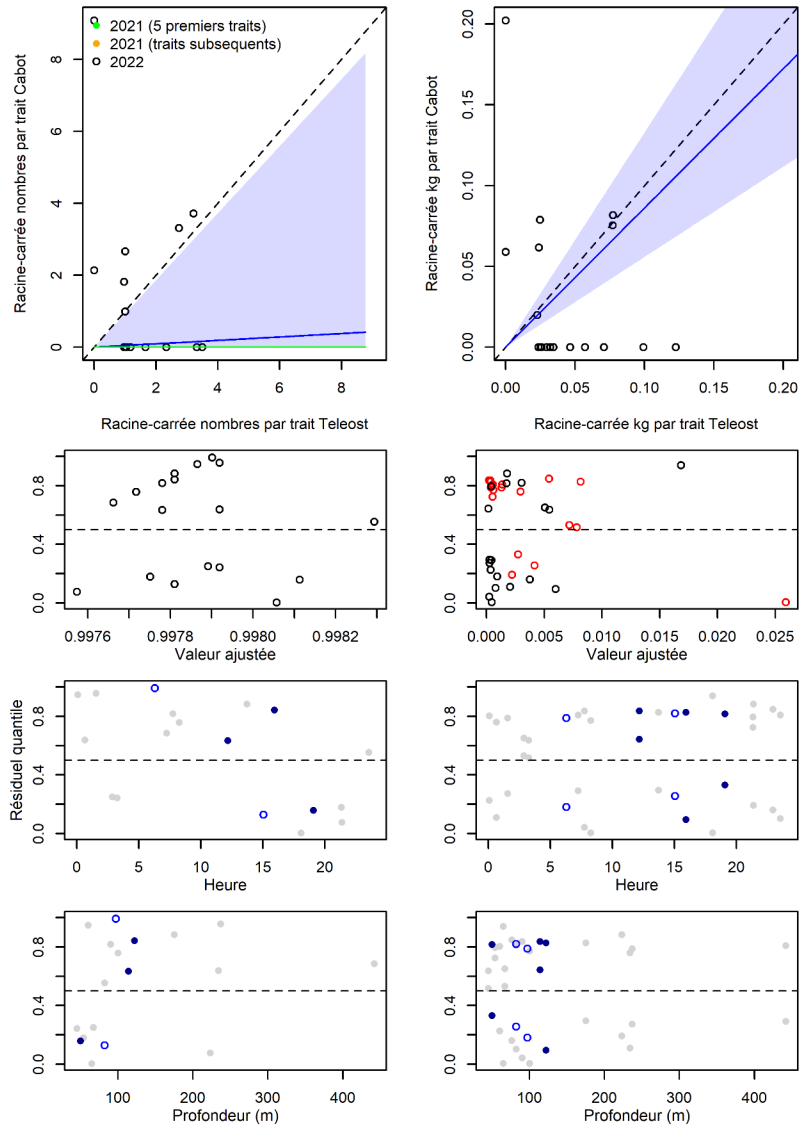 2021 (5 premiers traits)
2021 (traits subsequents)
2022
Racine-carrée nombres par trait Cabot
0 2 4 6 8
0 2 4 6 8
Racine-carrée nombres par trait Teleost
Racine-carrée kg par trait Cabot
0.00 0.05 0.10 0.15 0.20
0.00 0.05 0.10 0.15 0.20
Racine-carrée kg par trait Teleost
0.0 0.4 0.8
0.9976 0.9978 0.9980 0.9982
Valeur ajustée
0.0 0.4 0.8
0.000 0.005 0.010 0.015 0.020 0.025
Valeur ajustée
Résiduel quantile
0.0 0.4 0.8
0 5 10 15 20
Heure
0.0 0.4 0.8
0 5 10 15 20
Heure
0.0 0.4 0.8
100 200 300 400
Profondeur (m)
0.0 0.4 0.8
100 200 300 400
Profondeur (m)